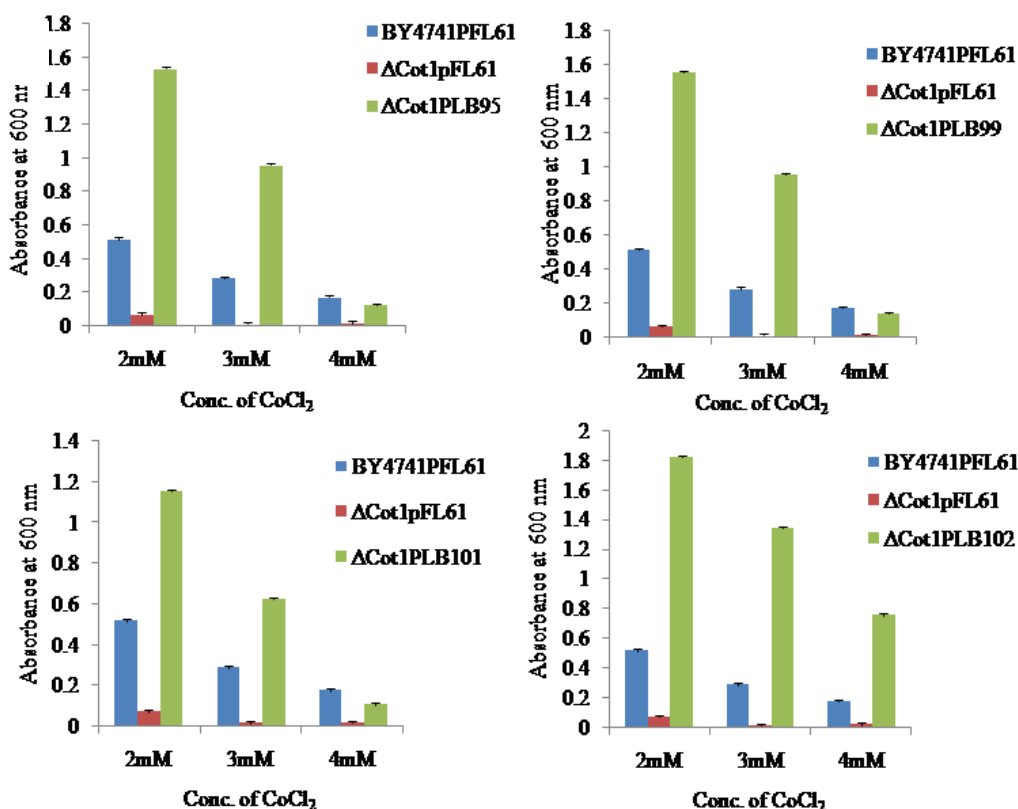 1.8
1.6
1.4
1.2
1
0.8
0.6
0.4
0.2
0
Absorbance at 600 nr
BY4741PFL61
ΔCot1pFL61
ΔCot1PLB95
2mM 3mM 4mM
Conc. of CoCl₂
1.8
1.6
1.4
1.2
1
0.8
0.6
0.4
0.2
0
Absorbance at 600 nm
BY4741PFL61
ΔCot1pFL61
ΔCot1PLB99
2mM 3mM 4mM
Conc. of CoCl₂
1.4
1.2
1
0.8
0.6
0.4
0.2
0
Absorbance at 600 nm
BY4741PFL61
ΔCot1pFL61
ΔCot1PLB101
2mM 3mM 4mM
Conc. of CoCl₂
2
1.8
1.6
1.4
1.2
1
0.8
0.6
0.4
0.2
0
Absorbance at 600 nm
BY4741PFL61
ΔCot1pFL61
ΔCot1PLB102
2mM 3mM 4mM
Conc. of CoCl₂